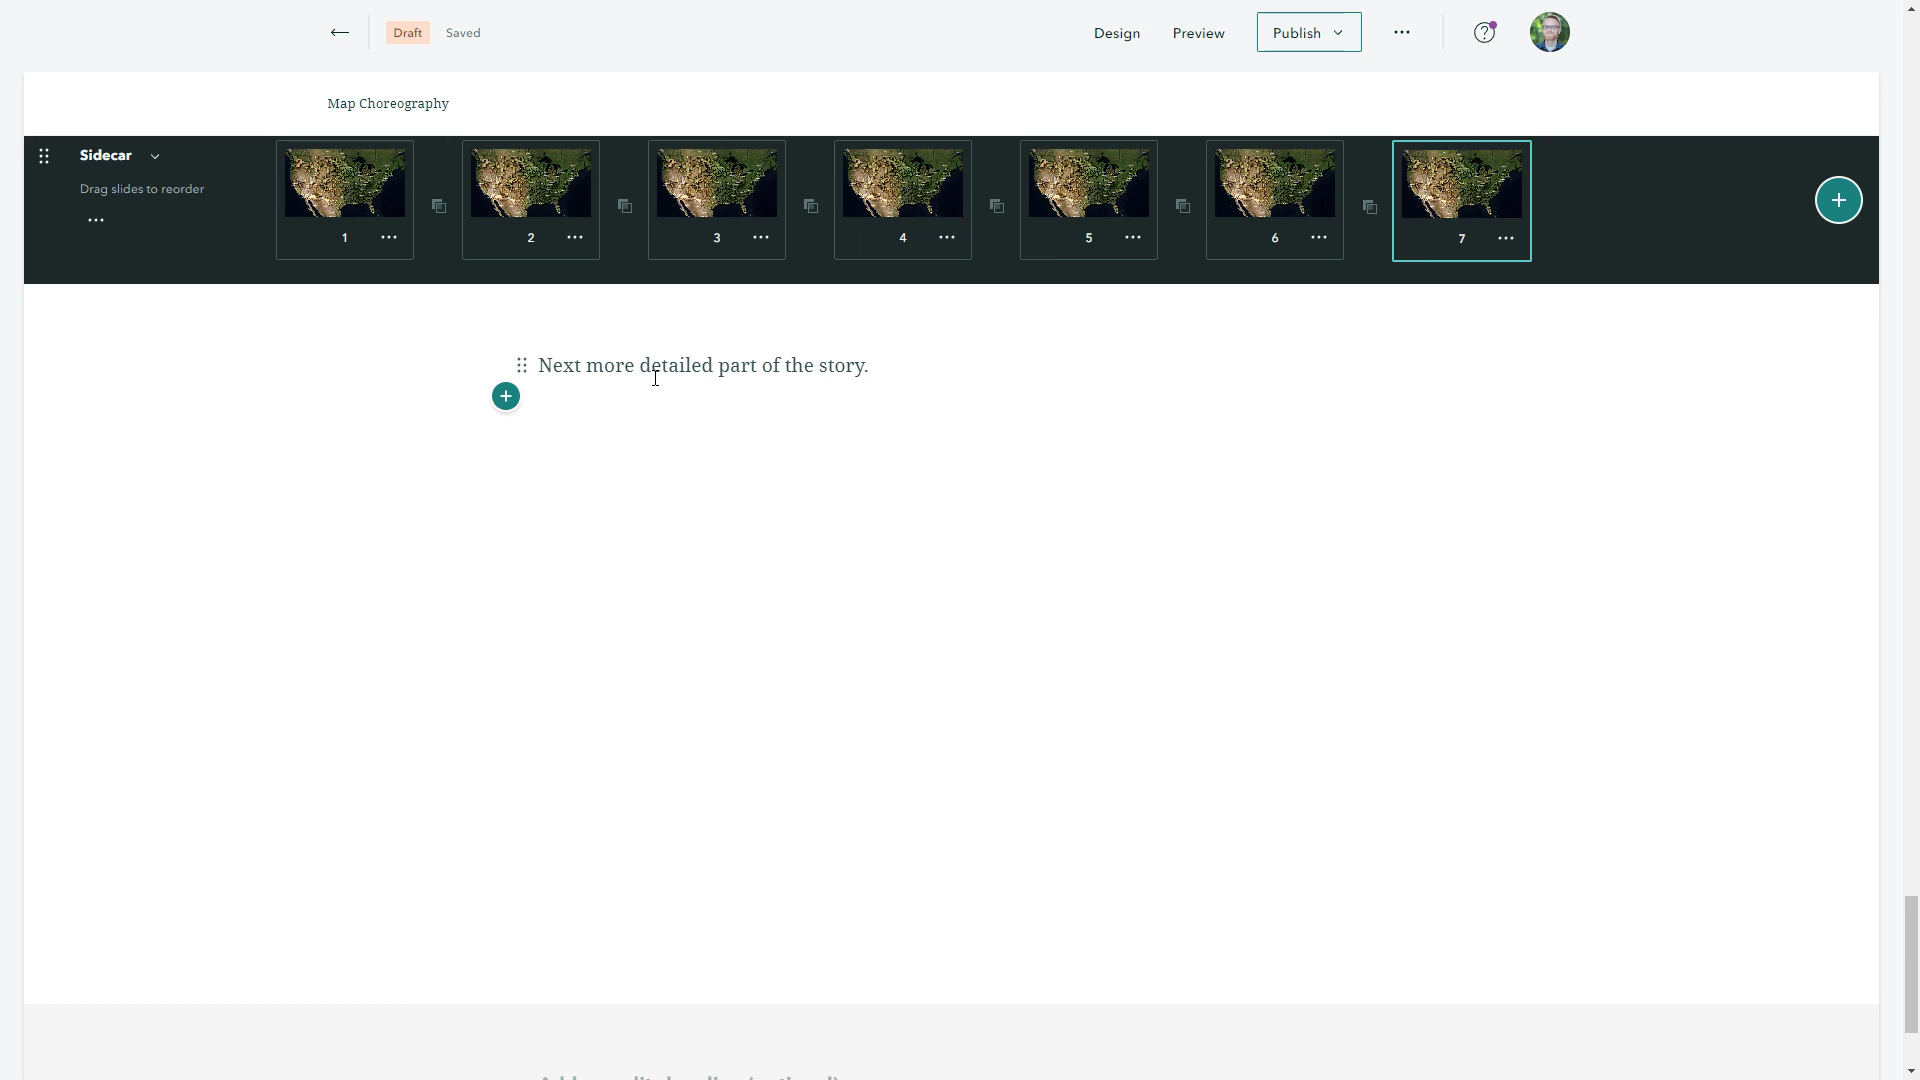 Draft
Saved
Design
Preview
Publish
Map Choreography
Sidecar
Drag slides to reorder
1
2
3
4
5
6
7
Next more detailed part of the story.